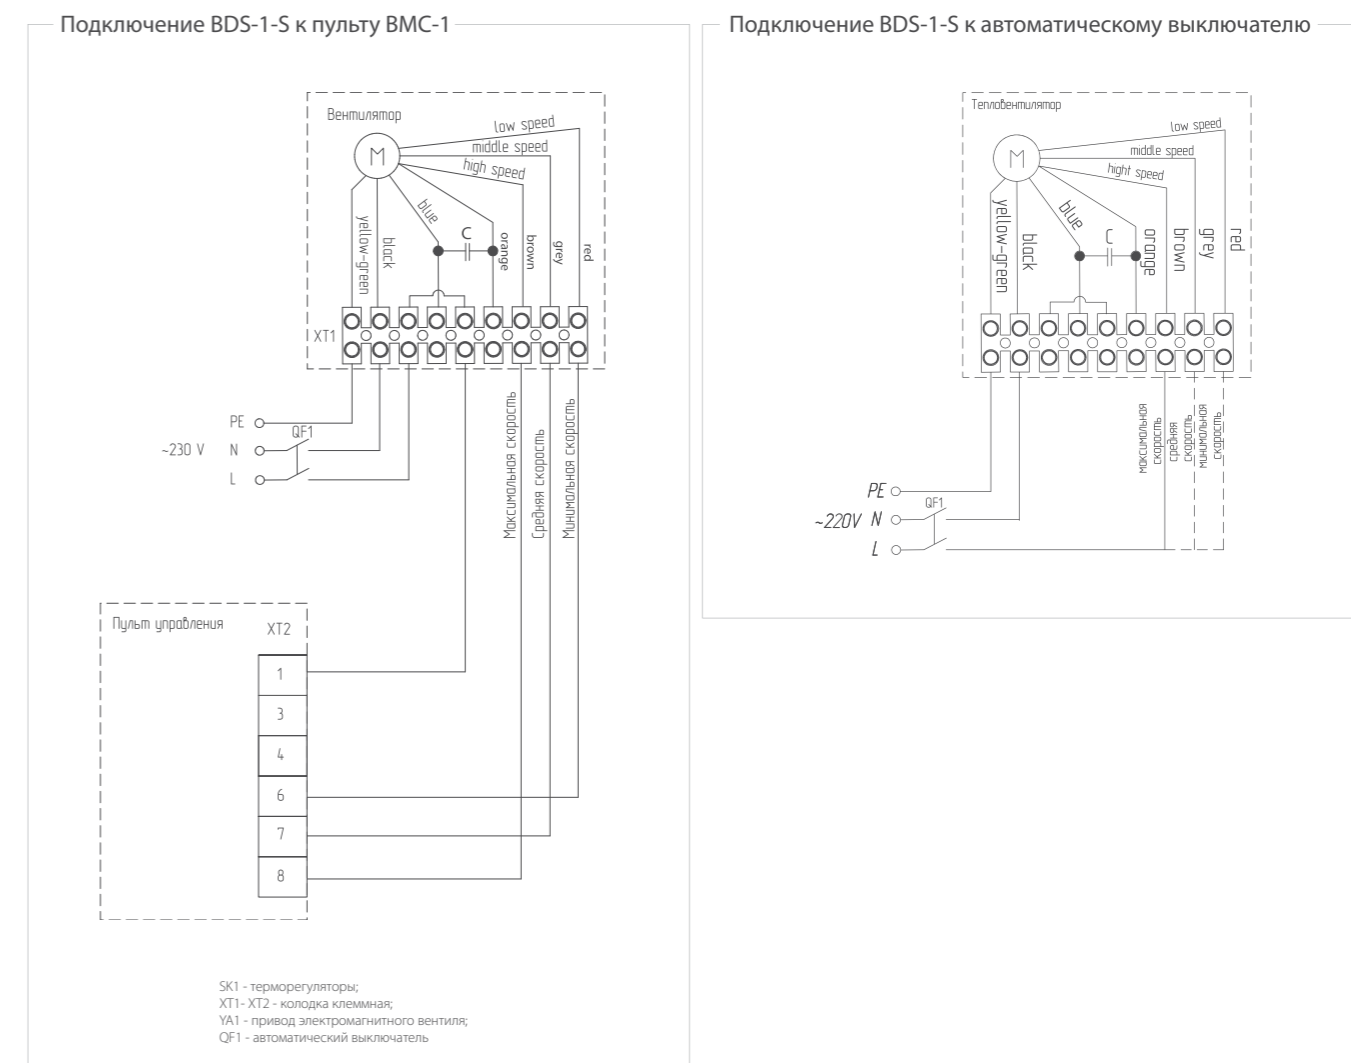 Подключение BDS-1-S к пульту BMC-1
Вентилятор
low speed
middle speed
high speed
M
yellow-green
black
blue
C
orange
brown
grey
red
XT1
PE
QF1
~230 V N
L
Максимальная скорость
Средняя скорость
Минимальная скорость
Пульт управления
XT2
1
3
4
6
7
8
SK1 - терморегуляторы;
XT1- XT2 - колодка клеммная;
YA1 - привод электромагнитного вентиля;
QF1 - автоматический выключатель
Подключение BDS-1-S к автоматическому выключателю
Тепловентилятор
low speed
middle speed
hight speed
M
yellow-green
black
blue
C
orange
brown
grey
red
максимальная
скорость
средняя
скорость
минимальная
скорость
PE
QF1
~220V N
L